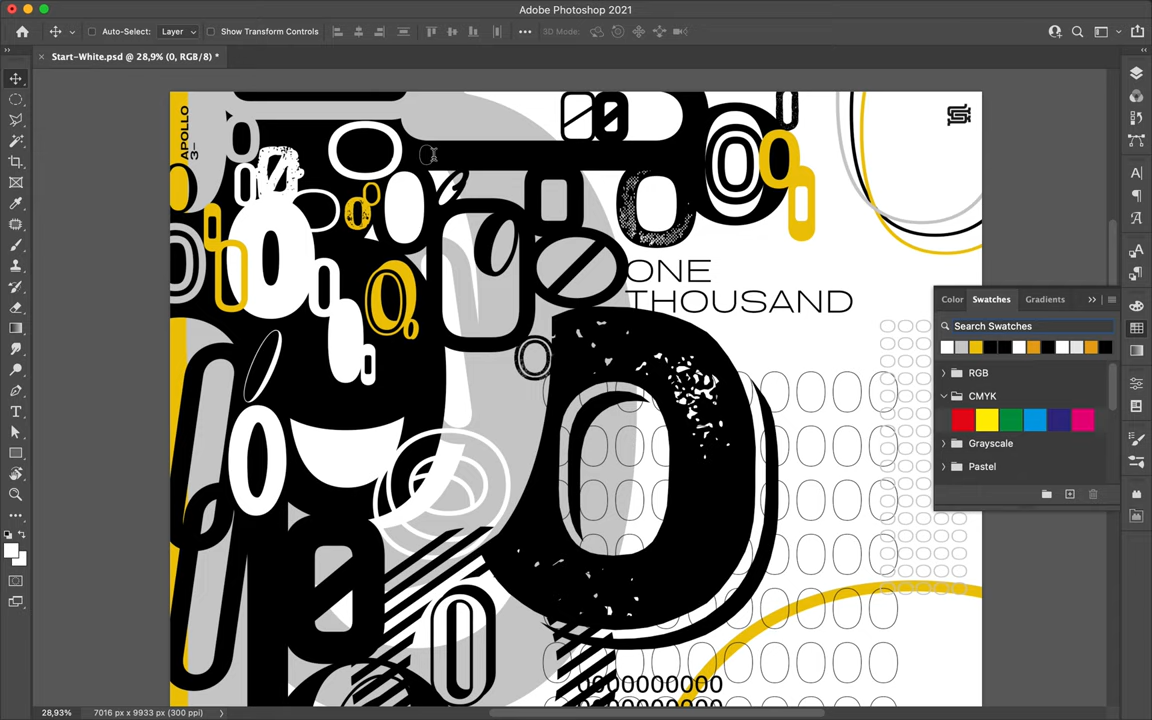 Adobe Photoshop 2021
Auto-Select:
Layer
Show Transform Controls
3D Mode:
Start-White.psd @ 28,9% (0, RGB/8) *
APOLLO
3–
ONE
THOUSAND
0000000000
Color
Swatches
Gradients
Search Swatches
RGB
CMYK
Grayscale
Pastel
28,93%
7016 px x 9933 px (300 ppi)